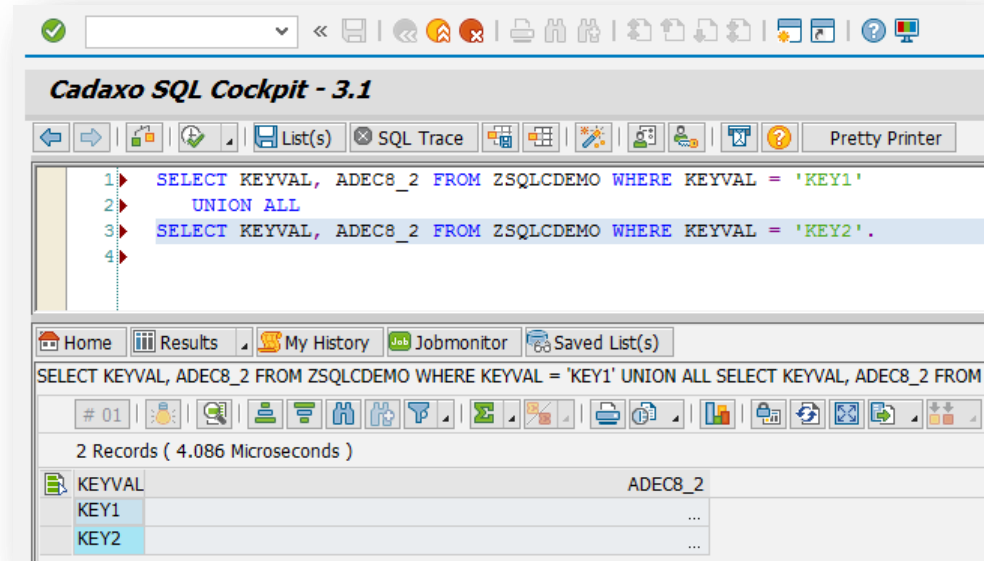 Cadaxo SQL Cockpit - 3.1
List(s) SQL Trace Pretty Printer
1 SELECT KEYVAL, ADEC8_2 FROM ZSQLCDEMO WHERE KEYVAL = 'KEY1'
2 UNION ALL
3 SELECT KEYVAL, ADEC8_2 FROM ZSQLCDEMO WHERE KEYVAL = 'KEY2'.
4
Home Results My History Job Jobmonitor Saved List(s)
SELECT KEYVAL, ADEC8_2 FROM ZSQLCDEMO WHERE KEYVAL = 'KEY1' UNION ALL SELECT KEYVAL, ADEC8_2 FROM
# 01
2 Records ( 4.086 Microseconds )
KEYVAL ADEC8_2
KEY1 ...
KEY2 ...